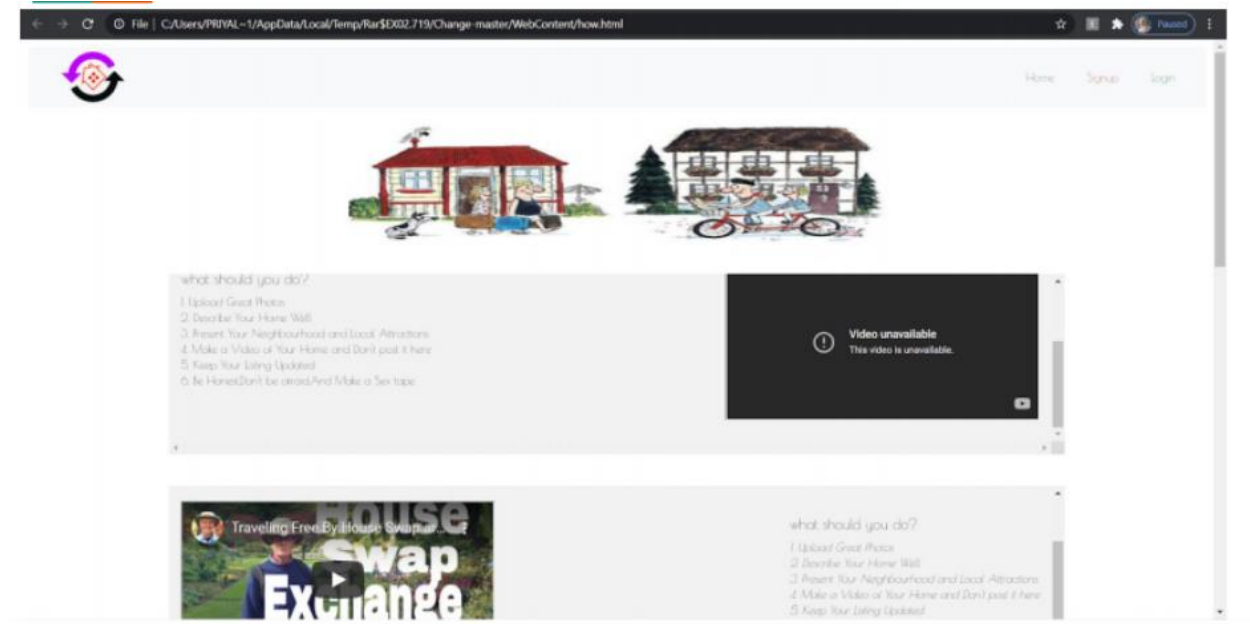 File | C:/Users/PRIYAL~1/AppData/Local/Temp/Rar$EX02.719/Change-master/WebContent/how.html
Paused
Home Signup Login
what should you do?
1. Upload Great Photos
2. Describe Your Home Well
3. Present Your Neighbourhood and Local Attractions
4. Make a Video of Your Home and Don't post it here
5. Keep Your Listing Updated
6. Be Honest,Don't be afraid,And Make a Sex tape
Video unavailable
This video is unavailable.
Traveling Free By House Swap
House
Swap
Exchange
what should you do?
1. Upload Great Photos
2. Describe Your Home Well
3. Present Your Neighbourhood and Local Attractions
4. Make a Video of Your Home and Don't post it here
5. Keep Your Listing Updated